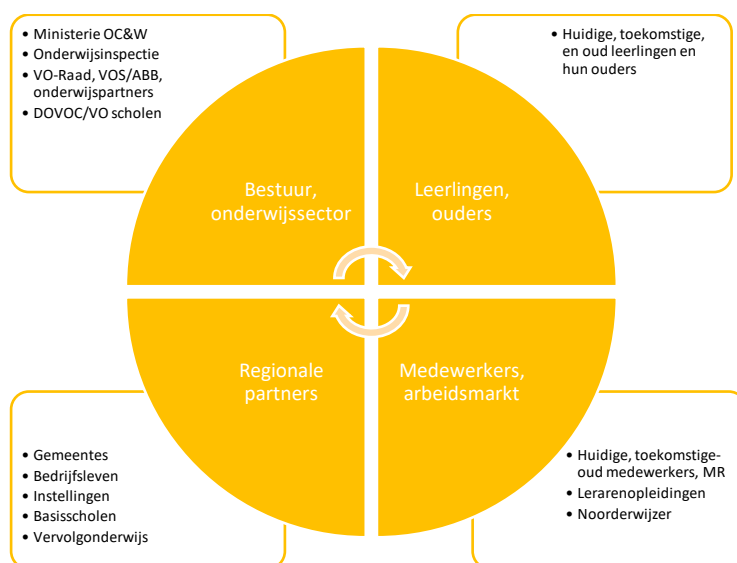 • Ministerie OC&W
• Onderwijsinspectie
• VO-Raad, VOS/ABB,
onderwijspartners
• DOVOC/VO scholen
• Huidige, toekomstige,
en oud leerlingen en
hun ouders
Bestuur,
onderwijssector
Leerlingen,
ouders
Regionale
partners
Medewerkers,
arbeidsmarkt
• Gemeentes
• Bedrijfsleven
• Instellingen
• Basisscholen
• Vervolgonderwijs
• Huidige, toekomstige-
oud medewerkers, MR
• Lerarenopleidingen
• Noorderwijzer